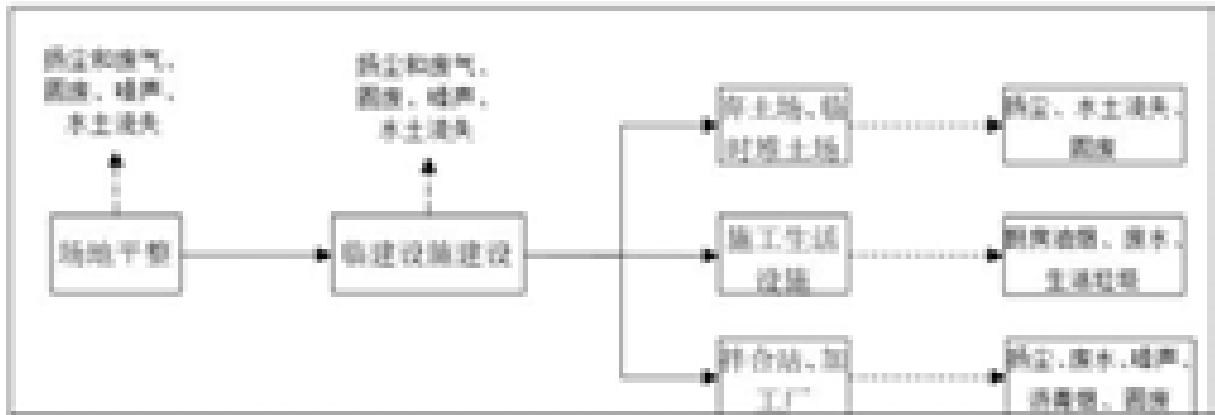 扬尘和废气、
固废、噪声、
水土流失
扬尘和废气、
固废、噪声、
水土流失
场地平整
临建设施建设
弃土场、临
时堆土场
扬尘、水土流失、
固废
施工生活
设施
厨房油烟、废水、
生活垃圾
拌合站、加
工厂
扬尘、废水、噪声、
沥青烟、固废